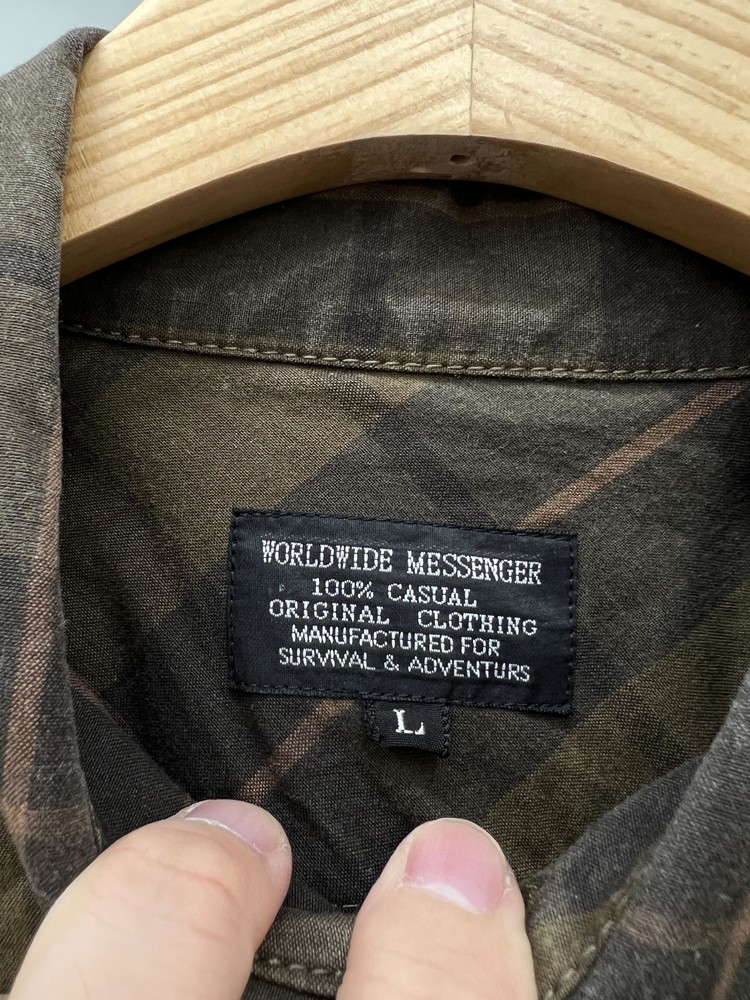 WORLDWIDE MESSENGER
100% CASUAL
ORIGINAL CLOTHING
MANUFACTURED FOR
SURVIVAL & ADVENTURS
L